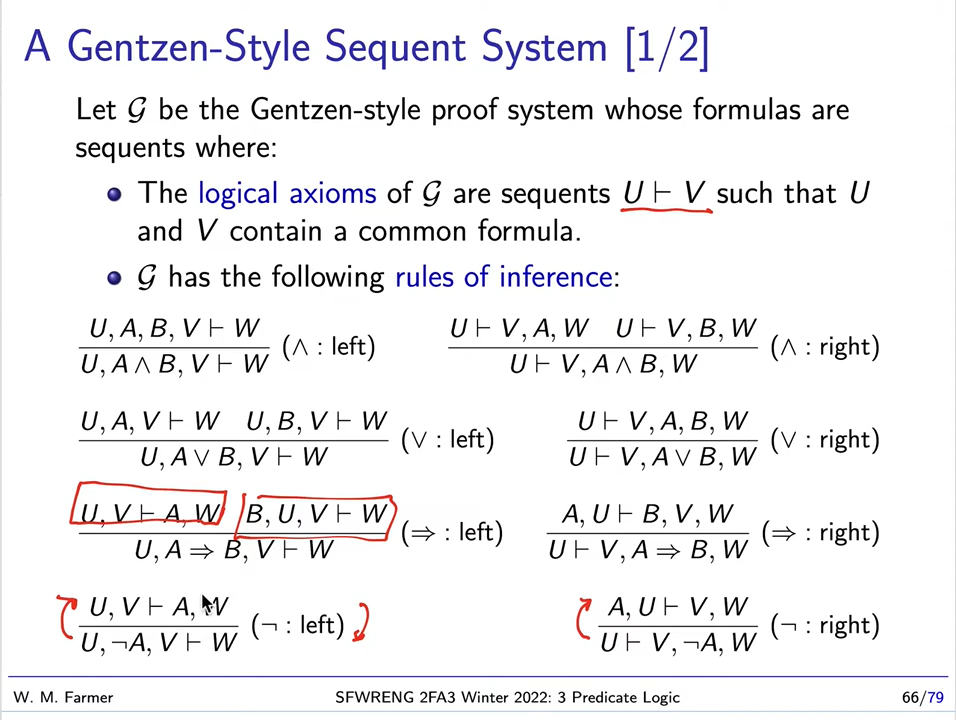 A Gentzen-Style Sequent System [1/2]
Let 𝒢 be the Gentzen-style proof system whose formulas are
sequents where:
The logical axioms of 𝒢 are sequents U ⊢ V such that U
and V contain a common formula.
𝒢 has the following rules of inference:
U, A, B, V ⊢ W
U, A ∧ B, V ⊢ W
(∧ : left)
U ⊢ V, A, W U ⊢ V, B, W
U ⊢ V, A ∧ B, W
(∧ : right)
U, A, V ⊢ W U, B, V ⊢ W
U, A ∨ B, V ⊢ W
(∨ : left)
U ⊢ V, A, B, W
U ⊢ V, A ∨ B, W
(∨ : right)
U, V ⊢ A, W B, U, V ⊢ W
U, A ⇒ B, V ⊢ W
(⇒ : left)
A, U ⊢ B, V, W
U ⊢ V, A ⇒ B, W
(⇒ : right)
U, V ⊢ A, W
U, ¬A, V ⊢ W
(¬ : left)
A, U ⊢ V, W
U ⊢ V, ¬A, W
(¬ : right)
W. M. Farmer SFWRENG 2FA3 Winter 2022: 3 Predicate Logic 66/79